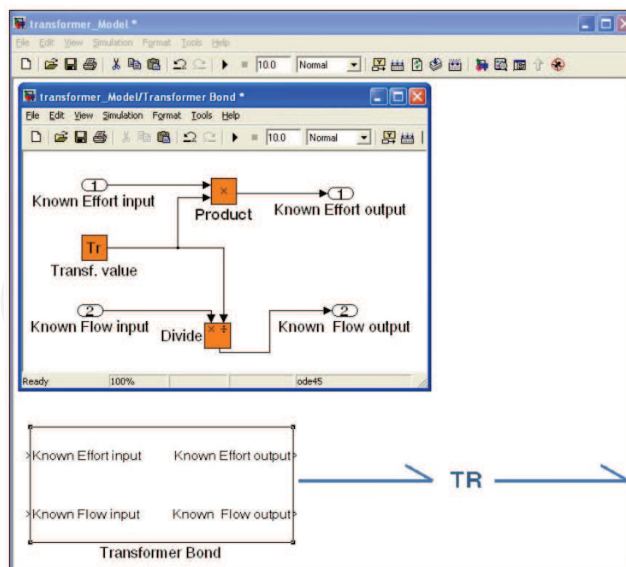 transformer_Model *
File Edit View Simulation Format Tools Help
10.0 Normal
transformer_Model/Transformer Bond *
File Edit View Simulation Format Tools Help
10.0 Normal
1
Known Effort input
×
Product
1
Known Effort output
Tr
Transf. value
2
Known Flow input
× ÷
Divide
2
Known Flow output
Ready 100% ode45
Known Effort input Known Effort output
Known Flow input Known Flow output
Transformer Bond
TR